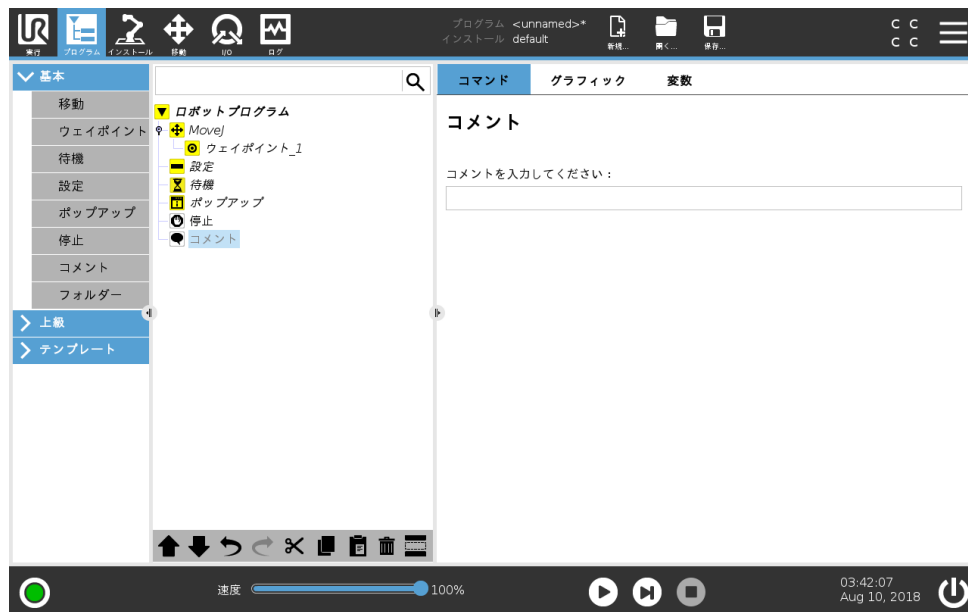 UR
実行
プログラム
インストール
移動
I/O
ログ
プログラム <unnamed>*
インストール default
新規...
開く...
保存...
C C
C C
基本
移動
ウェイポイント
待機
設定
ポップアップ
停止
コメント
フォルダー
上級
テンプレート
ロボットプログラム
MoveJ
ウェイポイント_1
設定
待機
ポップアップ
停止
コメント
コマンド
グラフィック
変数
コメント
コメントを入力してください：
速度
100%
03:42:07
Aug 10, 2018